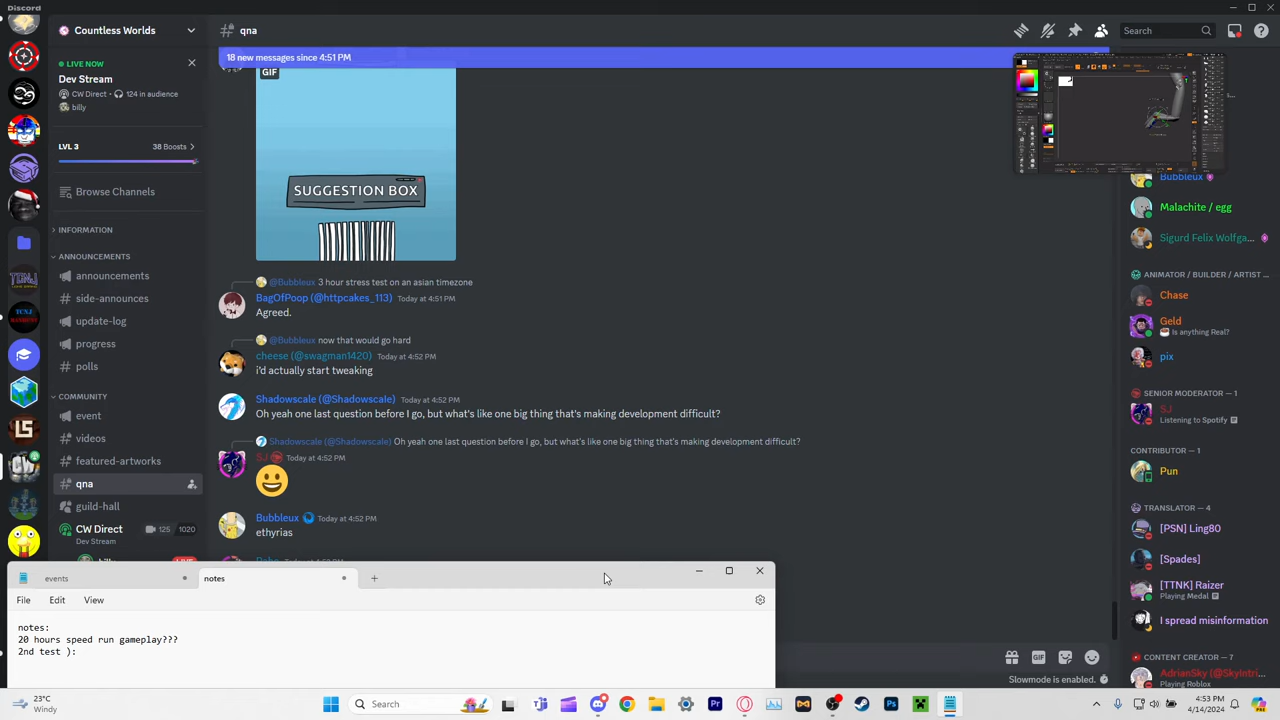 Discord
Countless Worlds
LIVE NOW
Dev Stream
CW Direct • 124 in audience
billy
LVL 3
38 Boosts
Browse Channels
INFORMATION
ANNOUNCEMENTS
announcements
side-announces
update-log
progress
polls
COMMUNITY
event
videos
featured-artworks
qna
guild-hall
CW Direct
125 1020
Dev Stream
billy
LIVE
qna
Search
18 new messages since 4:51 PM
GIF
SUGGESTION BOX
@Bubbleux 3 hour stress test on an asian timezone
BagOfPoop (@httpcakes_113) Today at 4:51 PM
Agreed.
@Bubbleux now that would go hard
cheese (@swagman1420) Today at 4:52 PM
i'd actually start tweaking
Shadowscale (@Shadowscale) Today at 4:52 PM
Oh yeah one last question before I go, but what's like one big thing that's making development difficult?
Shadowscale (@Shadowscale) Oh yeah one last question before I go, but what's like one big thing that's making development difficult?
SJ Today at 4:52 PM
Bubbleux Today at 4:52 PM
ethyrias
GIF
Slowmode is enabled.
Bubbleux
Malachite / egg
Sigurd Felix Wolfga...
ANIMATOR / BUILDER / ARTIST ...
Chase
Geld
Is anything Real?
pix
SENIOR MODERATOR — 1
SJ
Listening to Spotify
CONTRIBUTOR — 1
Pun
TRANSLATOR — 4
[PSN] Ling80
[Spades]
[TTNK] Raizer
Playing Medal
I spread misinformation
CONTENT CREATOR — 7
AdrianSky (@SkyIntri...
Playing Roblox
events
notes
File Edit View
notes:
20 hours speed run gameplay???
2nd test ):
23°C
Windy
Search
4:53 PM
4/14/2024